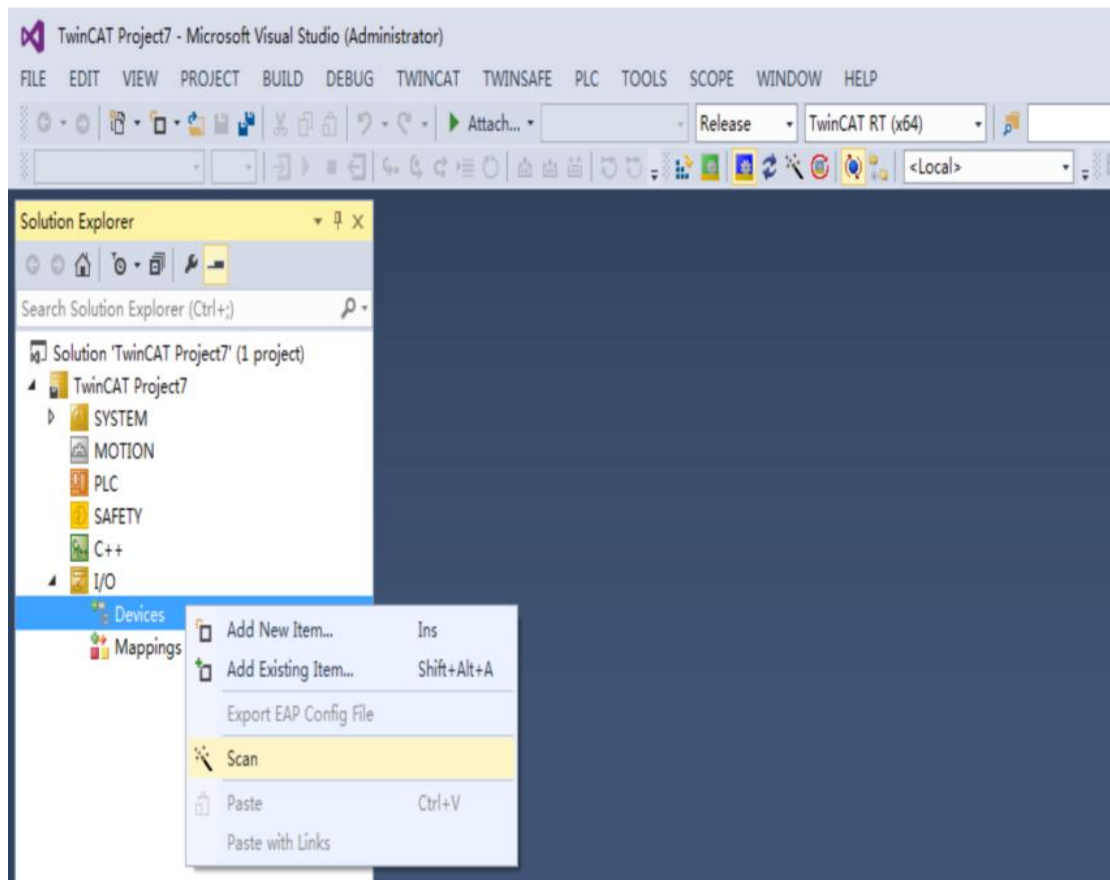 TwinCAT Project7 - Microsoft Visual Studio (Administrator)
FILE EDIT VIEW PROJECT BUILD DEBUG TWINCAT TWINSAFE PLC TOOLS SCOPE WINDOW HELP
Attach... Release TwinCAT RT (x64)
<Local>
Solution Explorer
Search Solution Explorer (Ctrl+;)
Solution 'TwinCAT Project7' (1 project)
TwinCAT Project7
SYSTEM
MOTION
PLC
SAFETY
C++
I/O
Devices
Mappings
Add New Item... Ins
Add Existing Item... Shift+Alt+A
Export EAP Config File
Scan
Paste Ctrl+V
Paste with Links